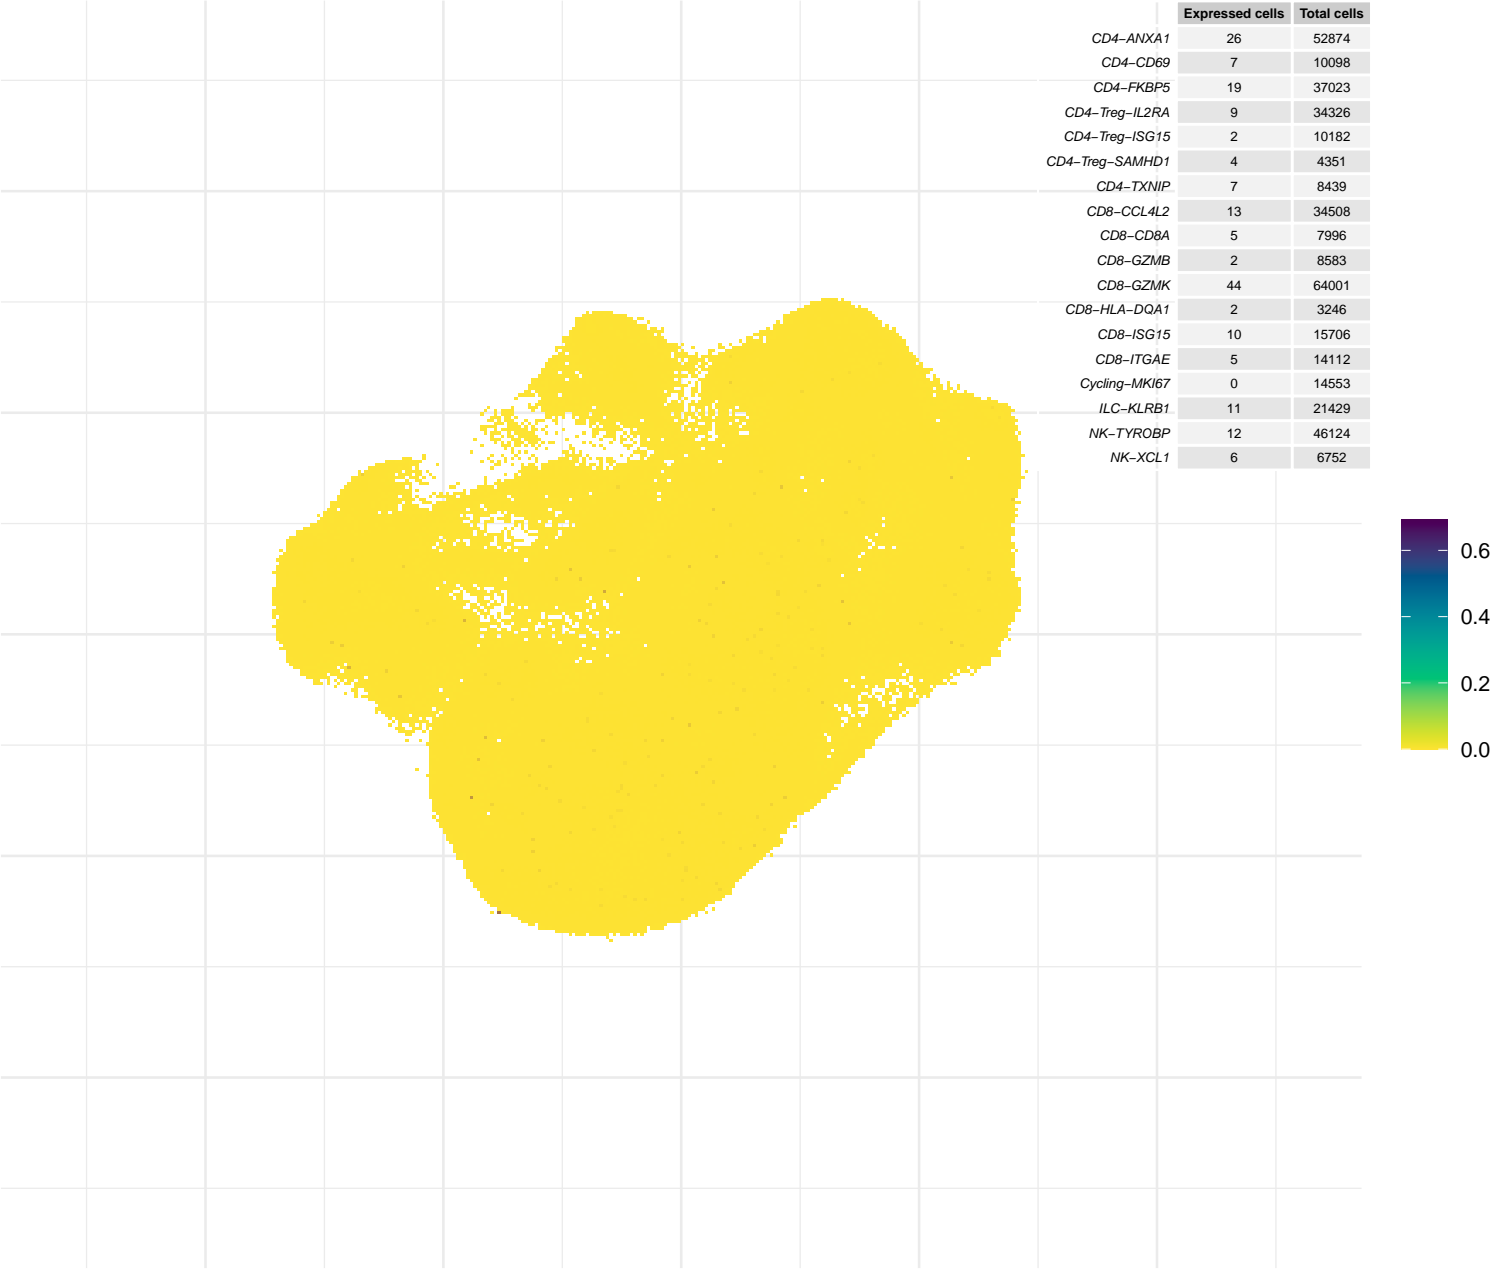 Expressed cells Total cells
CD4−ANXA1 26 52874
CD4−CD69 7 10098
CD4−FKBP5 19 37023
CD4−Treg−IL2RA 9 34326
CD4−Treg−ISG15 2 10182
CD4−Treg−SAMHD1 4 4351
CD4−TXNIP 7 8439
CD8−CCL4L2 13 34508
CD8−CD8A 5 7996
CD8−GZMB 2 8583
CD8−GZMK 44 64001
CD8−HLA−DQA1 2 3246
CD8−ISG15 10 15706
CD8−ITGAE 5 14112
Cycling−MKI67 0 14553
ILC−KLRB1 11 21429
NK−TYROBP 12 46124
NK−XCL1 6 6752
0.6
0.4
0.2
0.0